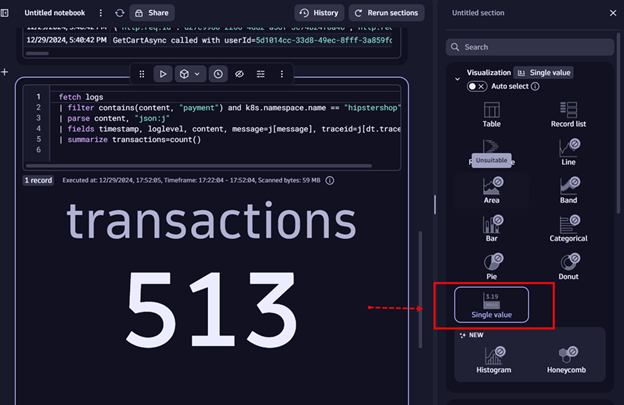 Untitled notebook
Share
History
Rerun sections
12/29/2024, 5:40:42 PM
GetCartAsync called with userId=5d1014cc-33d8-49ec-8fff-3a859fc
1 fetch logs
2 | filter contains(content, "payment") and k8s.namespace.name == "hipstershop"
3 | parse content, "json:j"
4 | fields timestamp, loglevel, content, message=j[message], traceid=j[dt.trace
5 | summarize transactions=count()
6
1 record
Executed at: 12/29/2024, 17:52:05, Timeframe: 17:22:04 - 17:52:04, Scanned bytes: 59 MB
transactions
513
Untitled section
Search
Visualization
Single value
Auto select
Table
Record list
Unsuitable
Line
Area
Band
Bar
Categorical
Pie
Donut
3.19
Single value
NEW
Histogram
Honeycomb